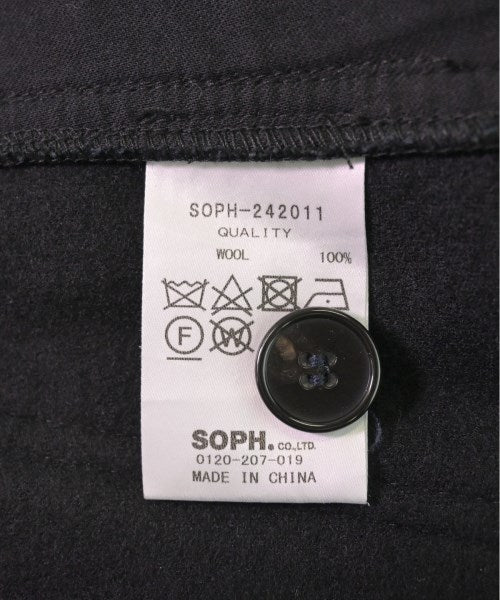 SOPH-242011
QUALITY
WOOL 100%
F W
SOPH. CO.,LTD.
0120-207-019
MADE IN CHINA